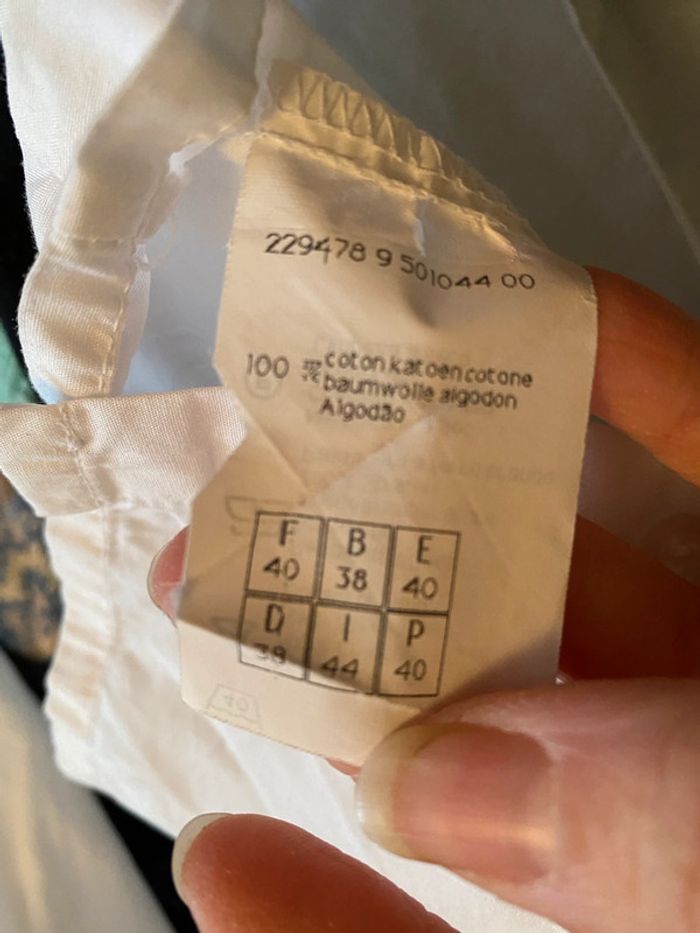 229478 9 501044 00
100 % coton katoen cotone
baumwolle algodon
Algodão
F B E
40 38 40
D I P
38 44 40
40